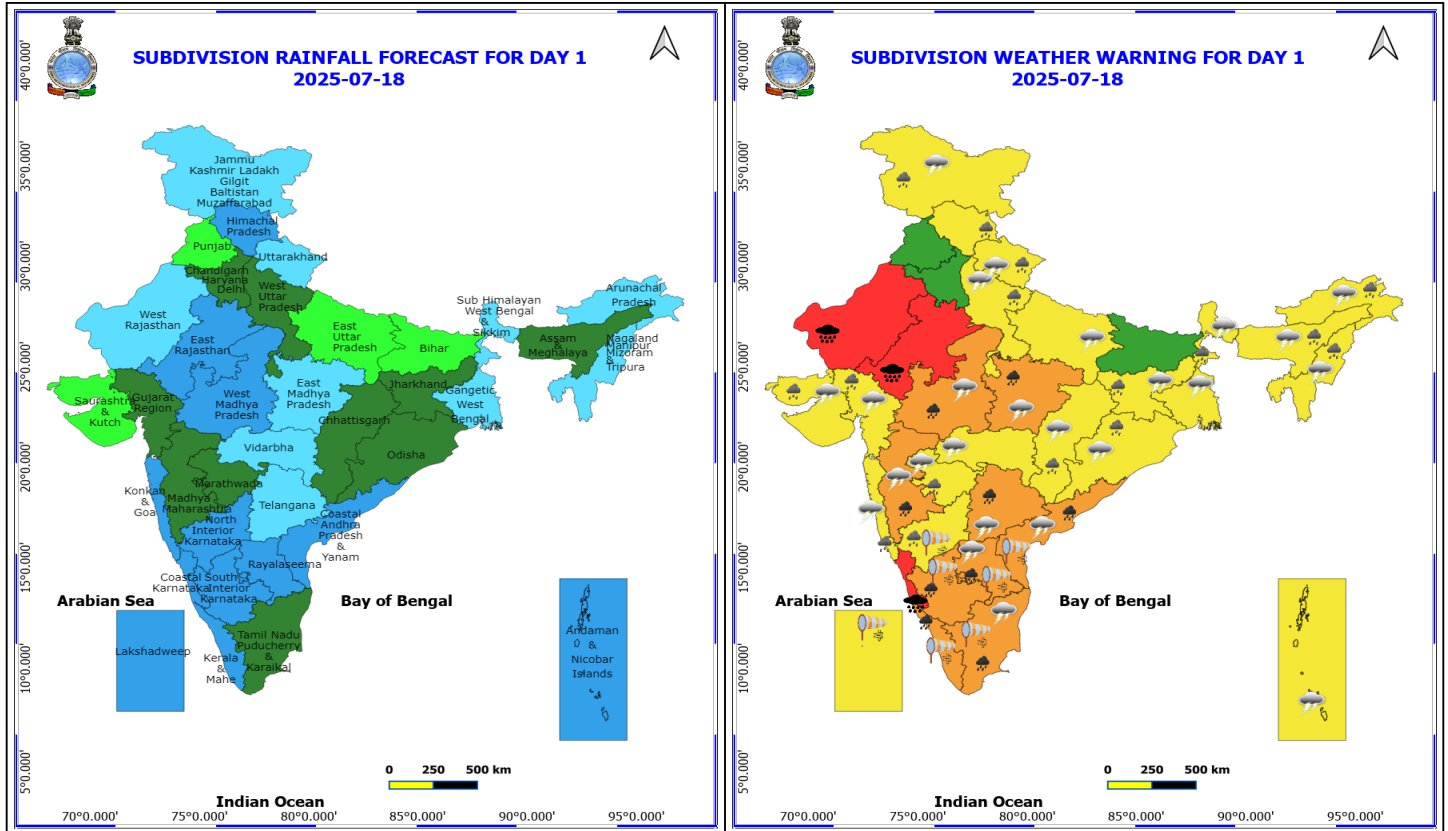 SUBDIVISION RAINFALL FORECAST FOR DAY 1
2025-07-18
40°0.000'
35°0.000'
30°0.000'
25°0.000'
20°0.000'
15°0.000'
10°0.000'
5°0.000'
Jammu
Kashmir Ladakh
Gilgit
Baltistan
Muzaffarabad
Himachal
Pradesh
Punjab
Uttarakhand
Chandigarh
Haryana
Delhi
West
Uttar
Pradesh
West
Rajasthan
East
Rajasthan
East
Uttar
Pradesh
Bihar
Sub Himalayan
West Bengal
&
Sikkim
Arunachal
Pradesh
Assam
&
Meghalaya
Nagaland
Manipur
Mizoram
&
Tripura
Saurashtra
&
Kutch
Gujarat
Region
West
Madhya
Pradesh
East
Madhya
Pradesh
Jharkhand
Gangetic
West
Bengal
Chhattisgarh
Odisha
Vidarbha
Konkan
&
Goa
Madhya
Maharashtra
Marathwada
Telangana
North
Interior
Karnataka
Coastal
Andhra
Pradesh
&
Yanam
Rayalaseema
Coastal
Karnataka
South
Interior
Karnataka
Arabian Sea
Bay of Bengal
Lakshadweep
Kerala
&
Mahe
Tamil Nadu
Puducherry
&
Karaikal
Andaman
&
Nicobar
Islands
0 250 500 km
Indian Ocean
70°0.000' 75°0.000' 80°0.000' 85°0.000' 90°0.000' 95°0.000'
SUBDIVISION WEATHER WARNING FOR DAY 1
2025-07-18
40°0.000'
35°0.000'
30°0.000'
25°0.000'
20°0.000'
15°0.000'
10°0.000'
5°0.000'
Arabian Sea
Bay of Bengal
0 250 500 km
Indian Ocean
70°0.000' 75°0.000' 80°0.000' 85°0.000' 90°0.000' 95°0.000'